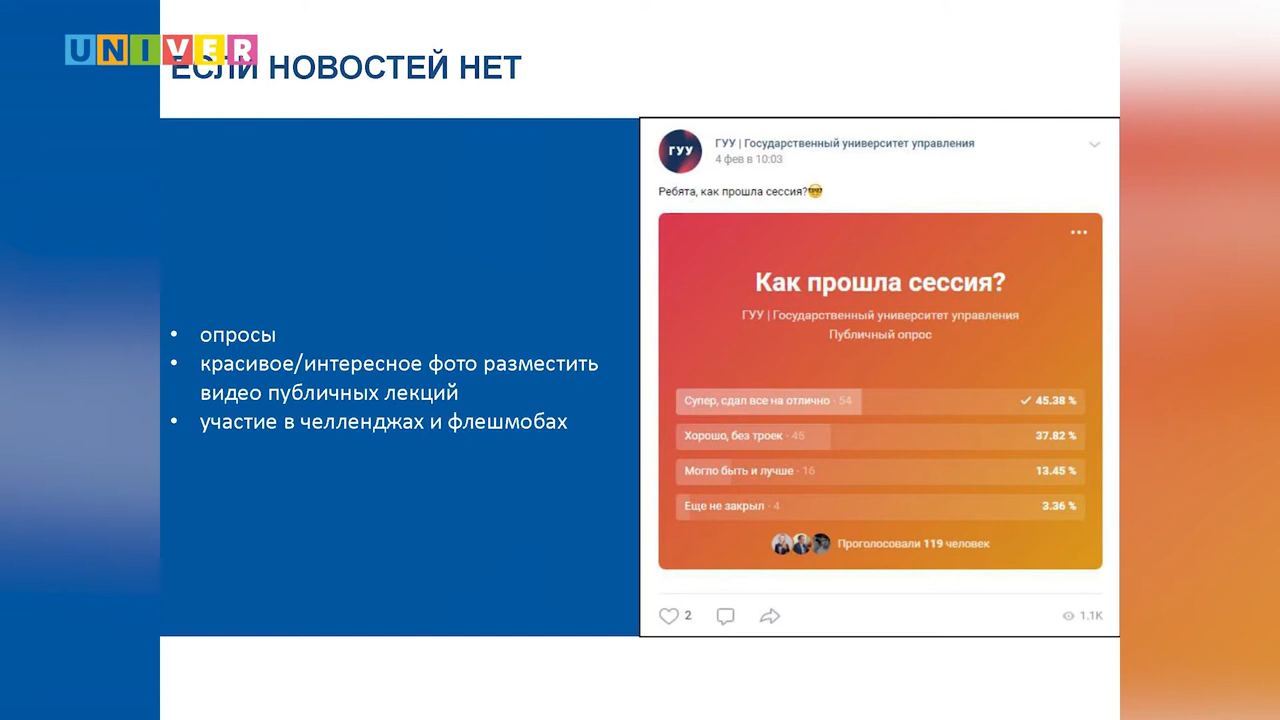 UNIVER
ЕСЛИ НОВОСТЕЙ НЕТ
• опросы
• красивое/интересное фото разместить
видео публичных лекций
• участие в челленджах и флешмобах
ГУУ
ГУУ | Государственный университет управления
4 фев в 10:03
Ребята, как прошла сессия?🤓
Как прошла сессия?
ГУУ | Государственный университет управления
Публичный опрос
Супер, сдал все на отлично · 54 45.38 %
Хорошо, без троек · 45 37.82 %
Могло быть и лучше · 16 13.45 %
Еще не закрыл · 4 3.36 %
Проголосовали 119 человек
2 1.1K